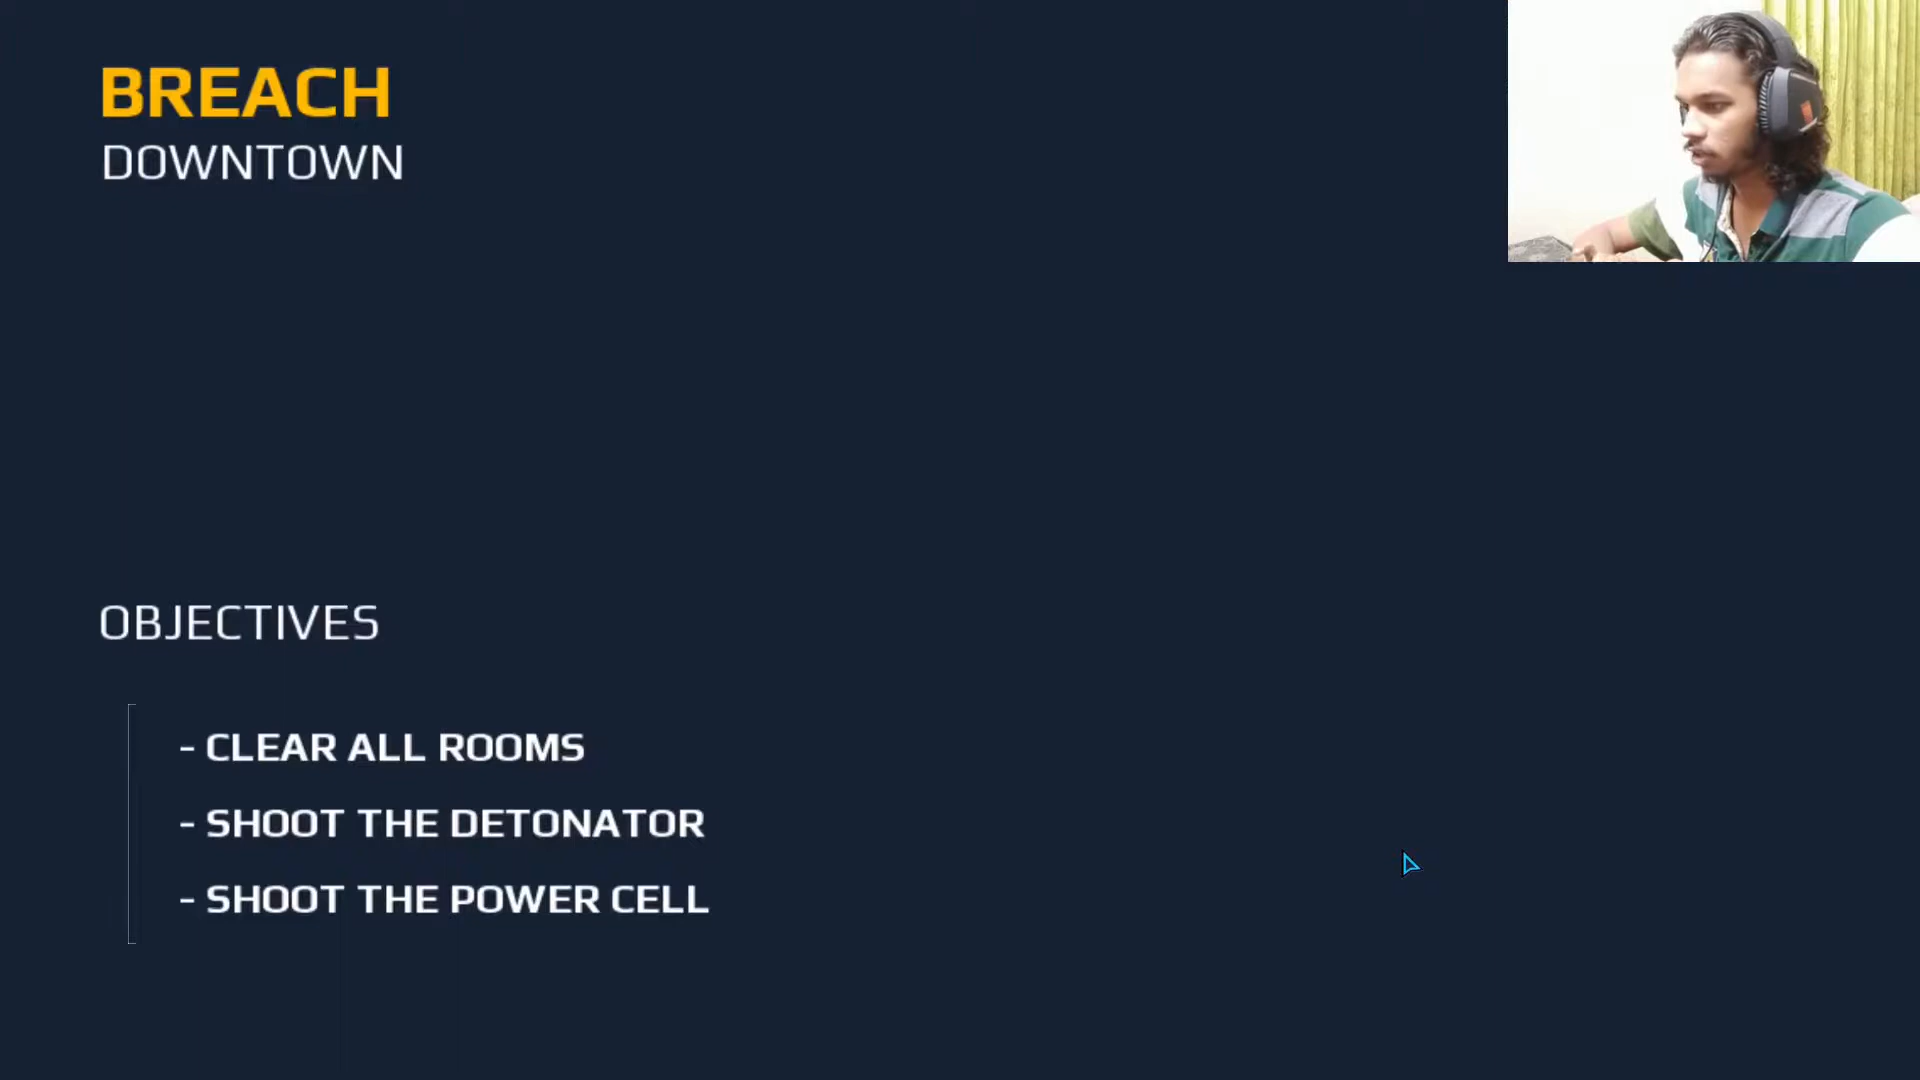 BREACH
DOWNTOWN
OBJECTIVES
- CLEAR ALL ROOMS
- SHOOT THE DETONATOR
- SHOOT THE POWER CELL